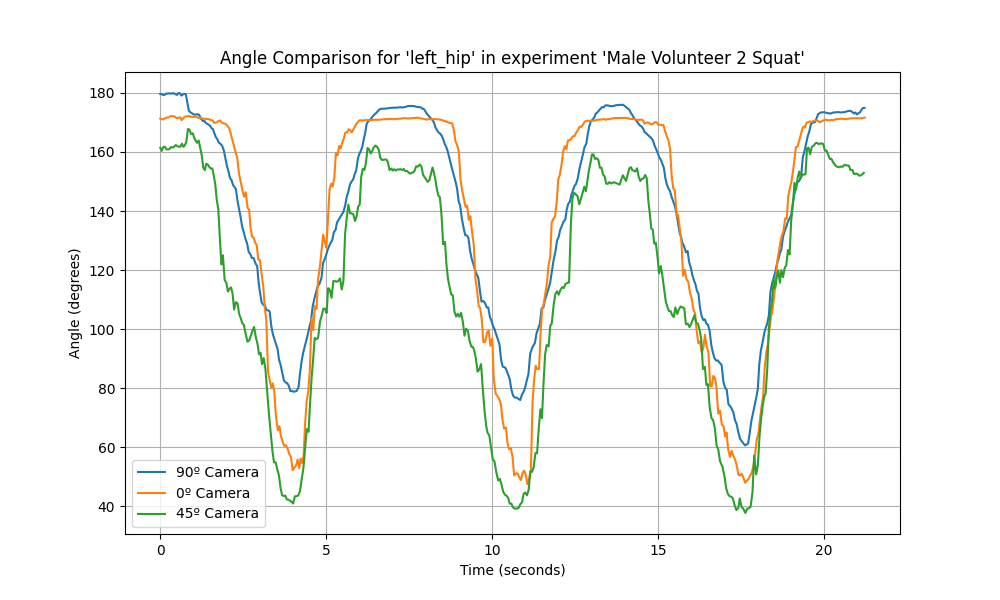 Angle Comparison for 'left_hip' in experiment 'Male Volunteer 2 Squat'
Angle (degrees)
180
160
140
120
100
80
60
40
90º Camera
0º Camera
45º Camera
0 5 10 15 20
Time (seconds)